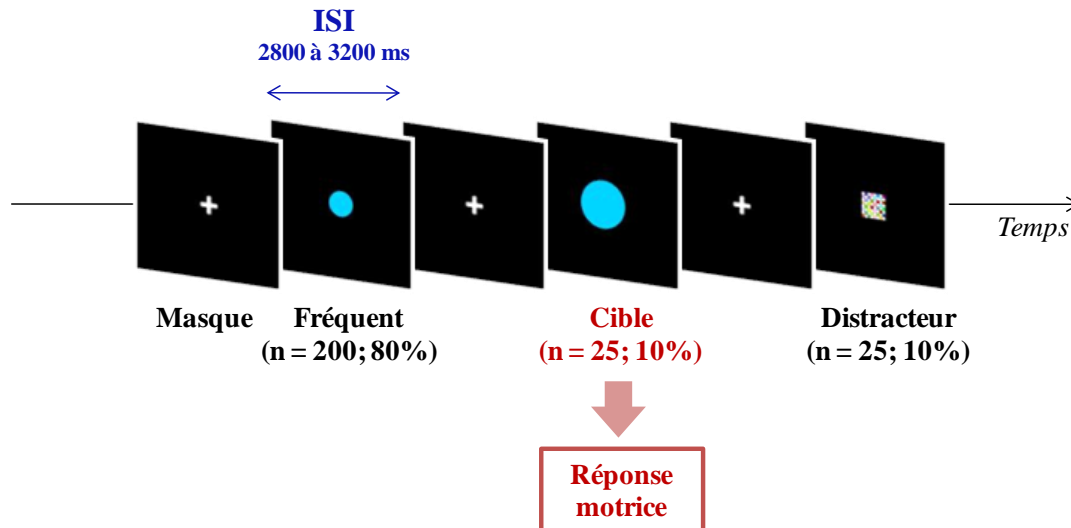 ISI
2800 à 3200 ms
Temps
Masque
Fréquent
(n = 200; 80%)
Cible
(n = 25; 10%)
Distracteur
(n = 25; 10%)
Réponse
motrice